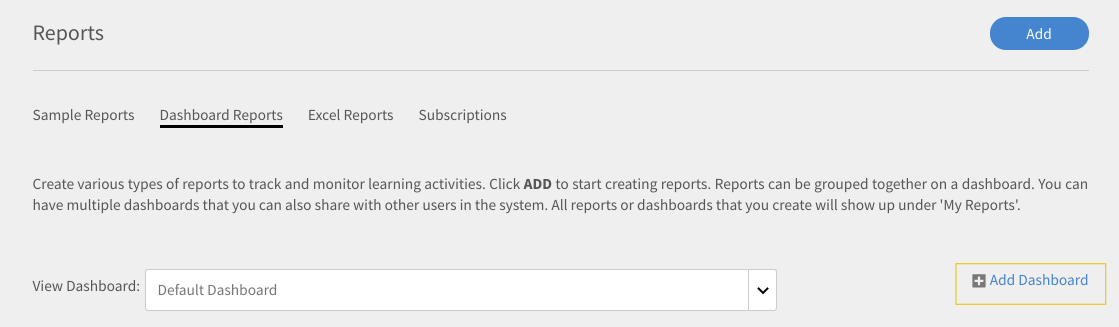 Reports
Add
Sample Reports
Dashboard Reports
Excel Reports
Subscriptions
Create various types of reports to track and monitor learning activities. Click ADD to start creating reports. Reports can be grouped together on a dashboard. You can
have multiple dashboards that you can also share with other users in the system. All reports or dashboards that you create will show up under 'My Reports'.
View Dashboard:
Default Dashboard
Add Dashboard